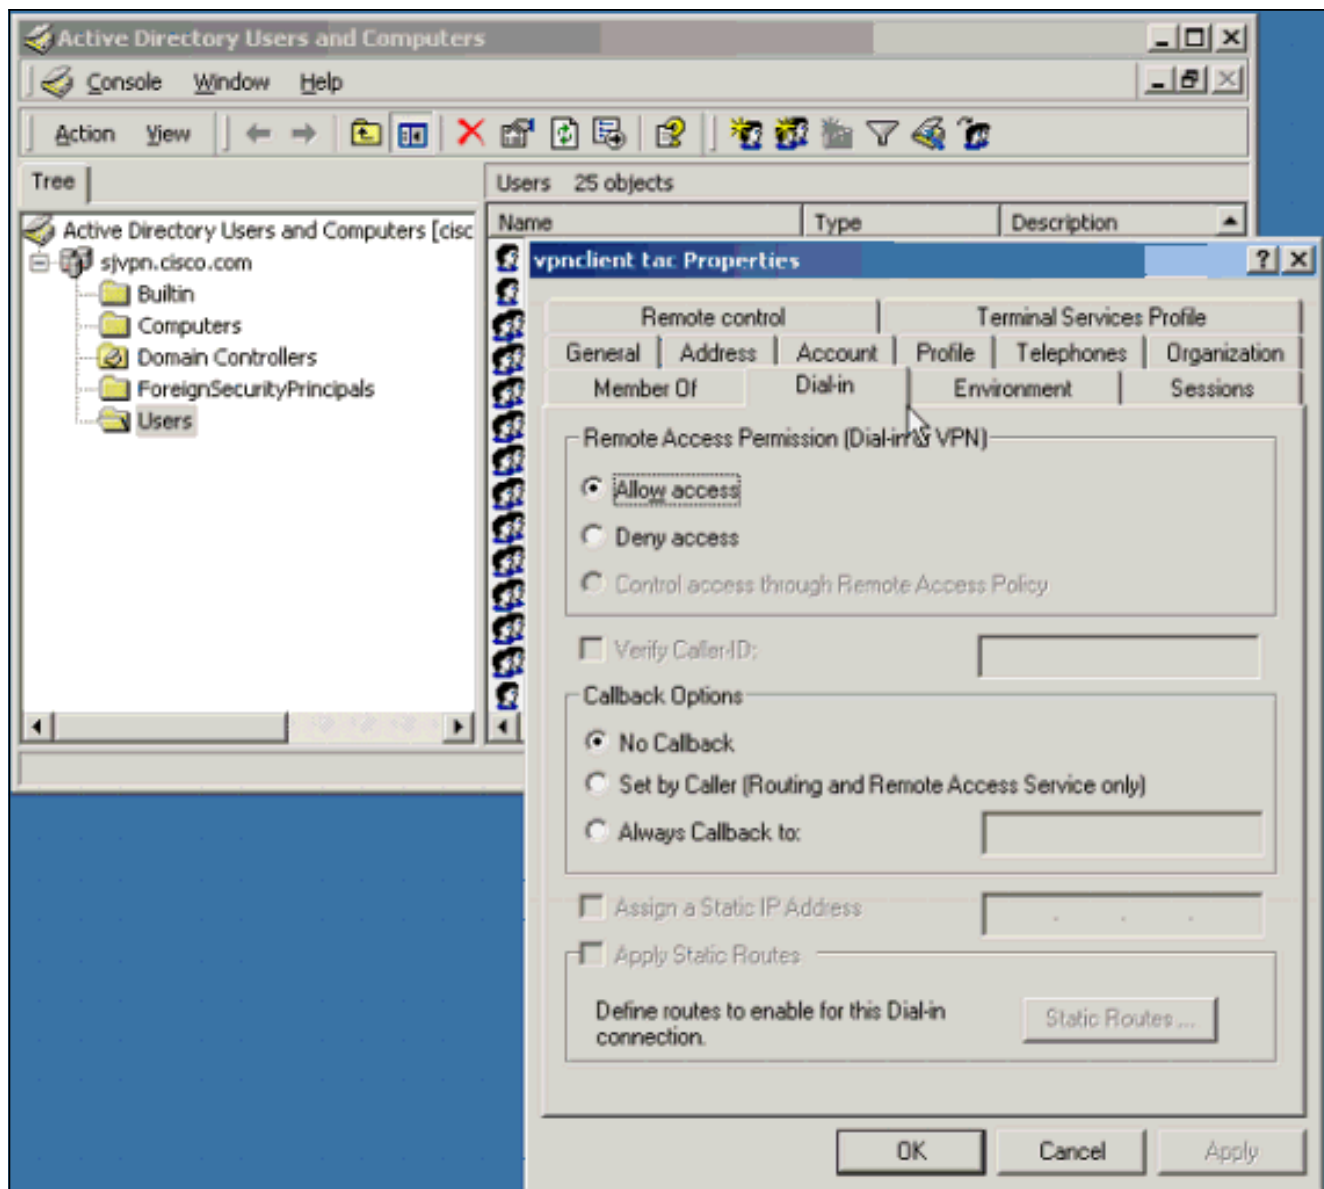 Active Directory Users and Computers
Console Window Help
Action View
Tree
Users 25 objects
Active Directory Users and Computers [cisc
sjvpn.cisco.com
Builtin
Computers
Domain Controllers
ForeignSecurityPrincipals
Users
Name Type Description
vpnclient tac Properties
Remote control Terminal Services Profile
General Address Account Profile Telephones Organization
Member Of Dial-in Environment Sessions
Remote Access Permission (Dial-in & VPN)
Allow access
Deny access
Control access through Remote Access Policy
Verify Caller-ID:
Callback Options
No Callback
Set by Caller (Routing and Remote Access Service only)
Always Callback to:
Assign a Static IP Address
Apply Static Routes
Define routes to enable for this Dial-in
connection.
Static Routes ...
OK Cancel Apply